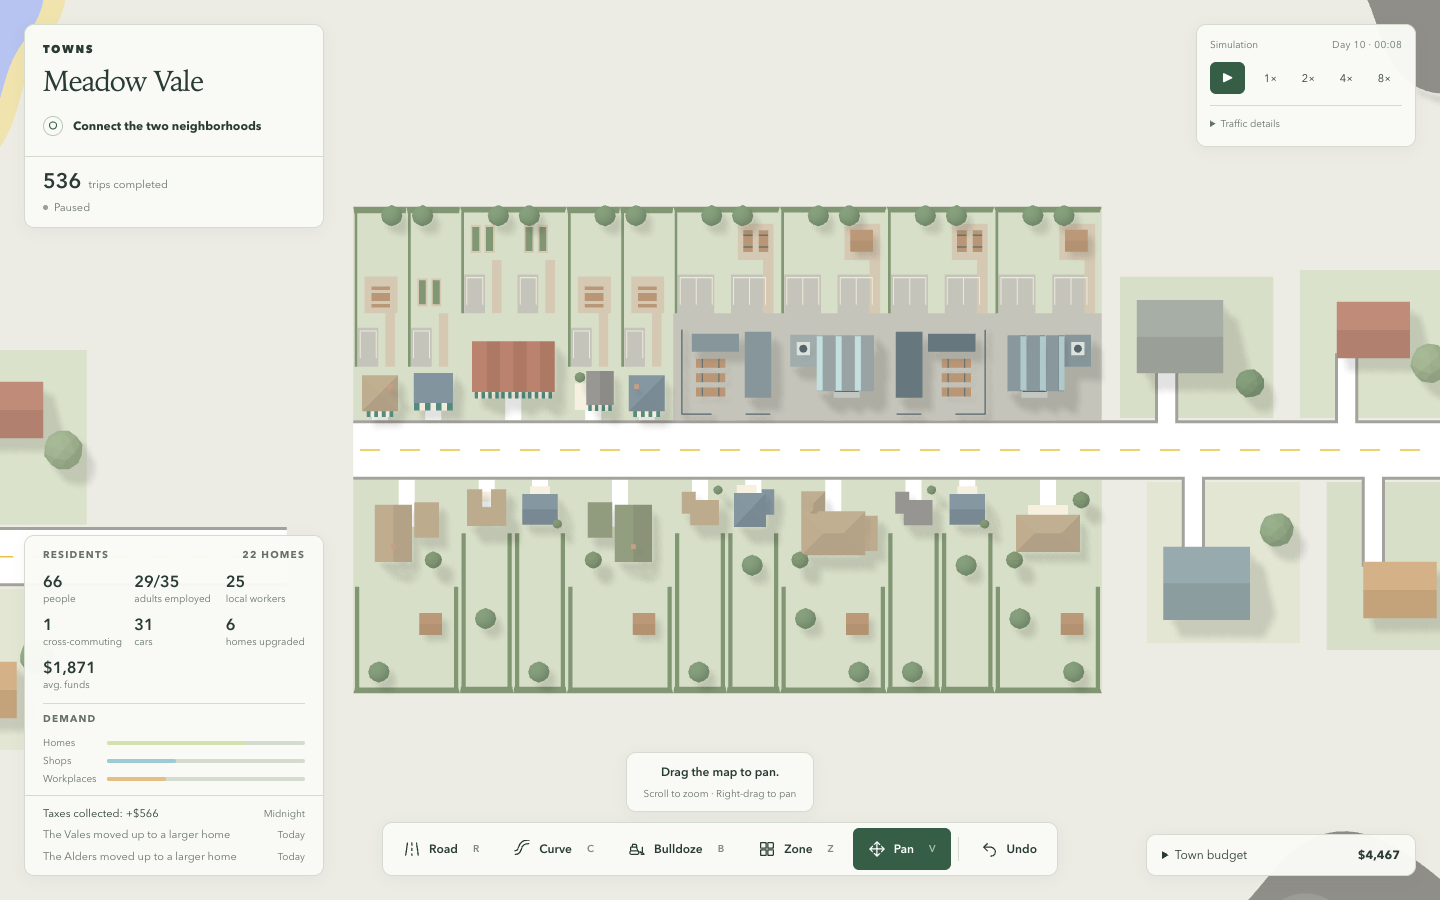 TOWNS
Meadow Vale
Connect the two neighborhoods
536 trips completed
Paused
Simulation Day 10 · 00:08
1× 2× 4× 8×
Traffic details
RESIDENTS 22 HOMES
66 29/35 25
people adults employed local workers
1 31 6
cross-commuting cars homes upgraded
$1,871
avg. funds
DEMAND
Homes
Shops
Workplaces
Taxes collected: +$566 Midnight
The Vales moved up to a larger home Today
The Alders moved up to a larger home Today
Drag the map to pan.
Scroll to zoom · Right-drag to pan
Road R Curve C Bulldoze B Zone Z Pan V Undo
Town budget $4,467